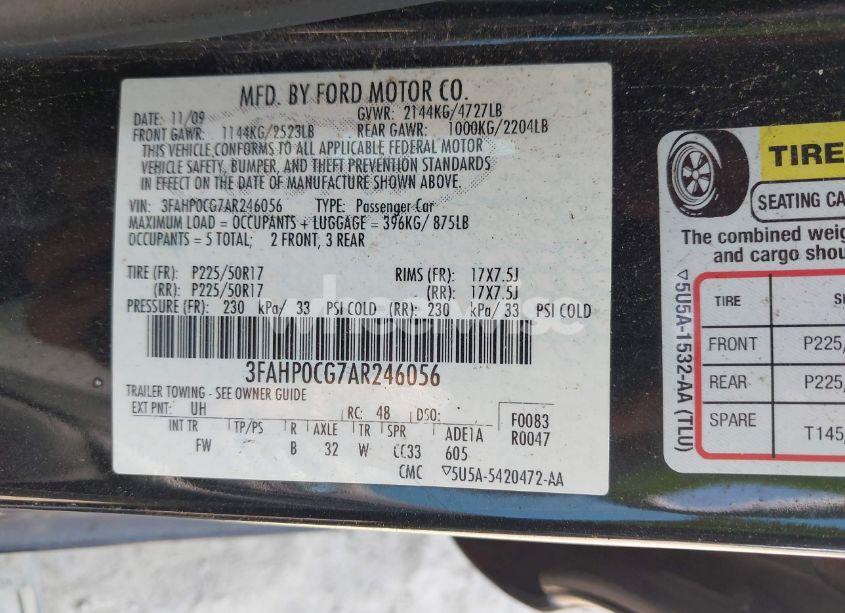 MFD. BY FORD MOTOR CO.
DATE: 11/09 GVWR: 2144KG/4727LB
FRONT GAWR: 1144KG/2523LB REAR GAWR: 1000KG/2204LB
THIS VEHICLE CONFORMS TO ALL APPLICABLE FEDERAL MOTOR
VEHICLE SAFETY, BUMPER, AND THEFT PREVENTION STANDARDS
IN EFFECT ON THE DATE OF MANUFACTURE SHOWN ABOVE.
VIN: 3FAHP0CG7AR246056 TYPE: Passenger Car
MAXIMUM LOAD = OCCUPANTS + LUGGAGE = 396KG/ 875LB
OCCUPANTS = 5 TOTAL; 2 FRONT, 3 REAR
TIRE (FR): P225/50R17 RIMS (FR): 17X7.5J
(RR): P225/50R17 (RR): 17X7.5J
PRESSURE (FR): 230 kPa/ 33 PSI COLD (RR): 230 kPa/ 33 PSI COLD
wheelwise
3FAHP0CG7AR246056
TRAILER TOWING - SEE OWNER GUIDE
EXT PNT: UH RC: 48 DSO: F0083
INT TR TP/PS R AXLE TR SPR ADE1A R0047
FW B 32 W CC33 605
CMC ▽5U5A-5420472-AA
TIRE
SEATING CA
The combined weig
and cargo shou
TIRE
FRONT P225,
REAR P225,
SPARE T145,
▽5U5A-1532-AA (TLU)